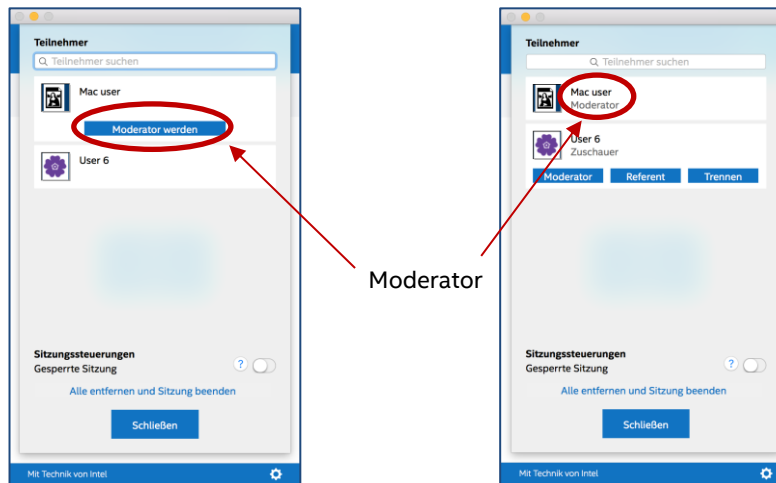 Teilnehmer
Teilnehmer suchen
Mac user
Moderator werden
User 6
Sitzungssteuerungen
Gesperrte Sitzung
?
Alle entfernen und Sitzung beenden
Schließen
Mit Technik von Intel
Moderator
Teilnehmer
Teilnehmer suchen
Mac user
Moderator
User 6
Zuschauer
Moderator Referent Trennen
Sitzungssteuerungen
Gesperrte Sitzung
?
Alle entfernen und Sitzung beenden
Schließen
Mit Technik von Intel